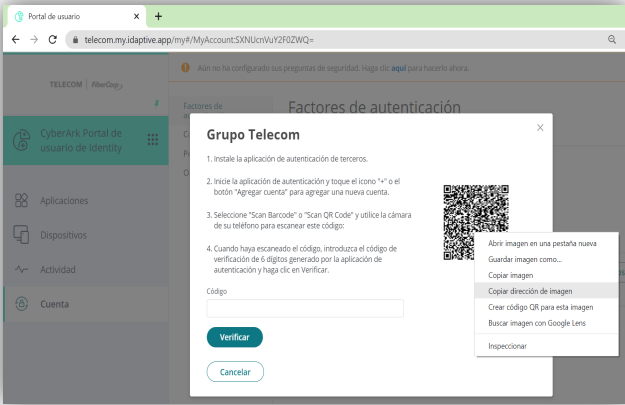 Portal de usuario
telecom.my.idaptive.app/my#/MyAccount:SXNUcnVuY2F0ZWQ=
Aún no ha configurado sus preguntas de seguridad. Haga clic aquí para hacerlo ahora.
TELECOM | FiberCorp
Factores de
Factores de autenticación
CyberArk Portal de
usuario de Identity
Aplicaciones
Dispositivos
Actividad
Cuenta
Grupo Telecom
1. Instale la aplicación de autenticación de terceros.
2. Inicie la aplicación de autenticación y toque el icono "+" o el
botón "Agregar cuenta" para agregar una nueva cuenta.
3. Seleccione "Scan Barcode" o "Scan QR Code" y utilice la cámara
de su teléfono para escanear este código:
4. Cuando haya escaneado el código, introduzca el código de
verificación de 6 dígitos generado por la aplicación de
autenticación y haga clic en Verificar.
Código
Verificar
Cancelar
Abrir imagen en una pestaña nueva
Guardar imagen como...
Copiar imagen
Copiar dirección de imagen
Crear código QR para esta imagen
Buscar imagen con Google Lens
Inspeccionar